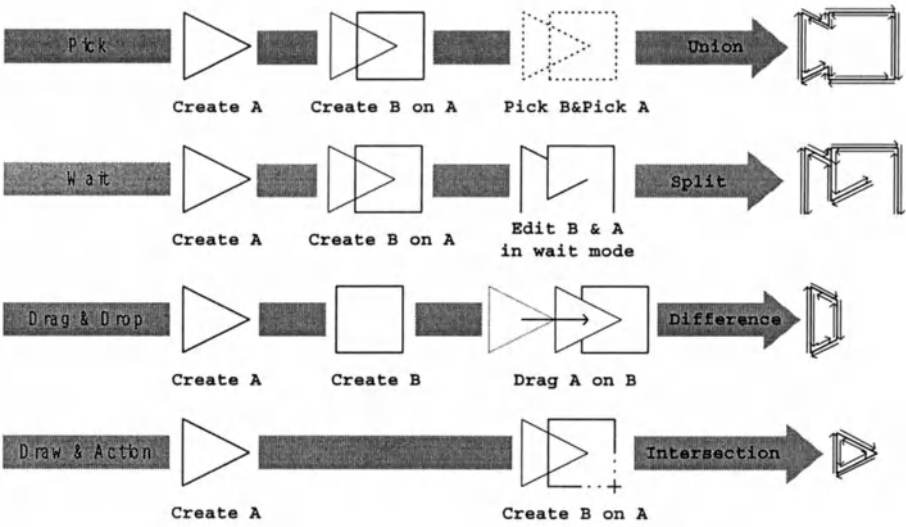 Pick
Union
Create A
Create B on A
Pick B&Pick A
Wait
Split
Create A
Create B on A
Edit B & A
in wait mode
Drag & Drop
Difference
Create A
Create B
Drag A on B
Draw & Action
Intersection
Create A
Create B on A